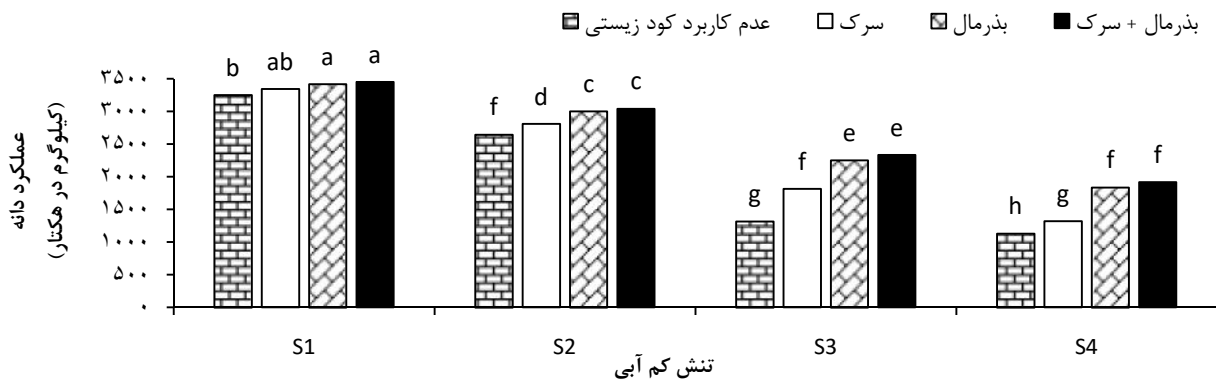 عدم کاربرد کود زیستی سرک بذرمال بذرمال + سرک
b ab a a
f d c c
g f e e
h g f f
عملکرد دانه
(کیلوگرم در هکتار)
۳۵۰۰
۳۰۰۰
۲۵۰۰
۲۰۰۰
۱۵۰۰
۱۰۰۰
۵۰۰
۰
S1 S2 S3 S4
تنش کم آبی